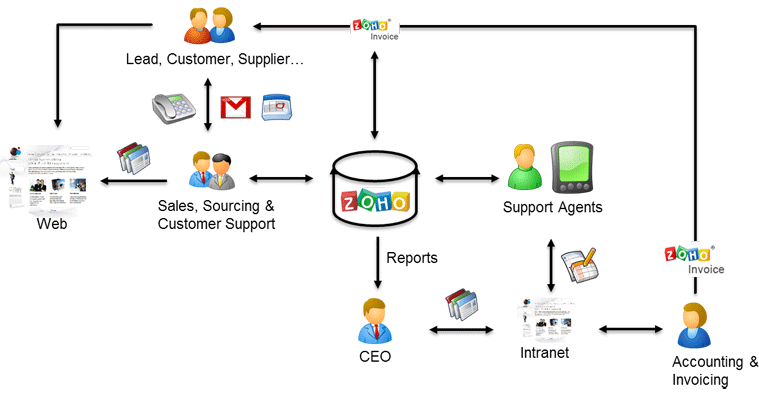 ZOHO®
Invoice
Lead, Customer, Supplier…
Web
Sales, Sourcing &
Customer Support
ZOHO
Support Agents
Reports
ZOHO®
Invoice
CEO
Intranet
Accounting &
Invoicing